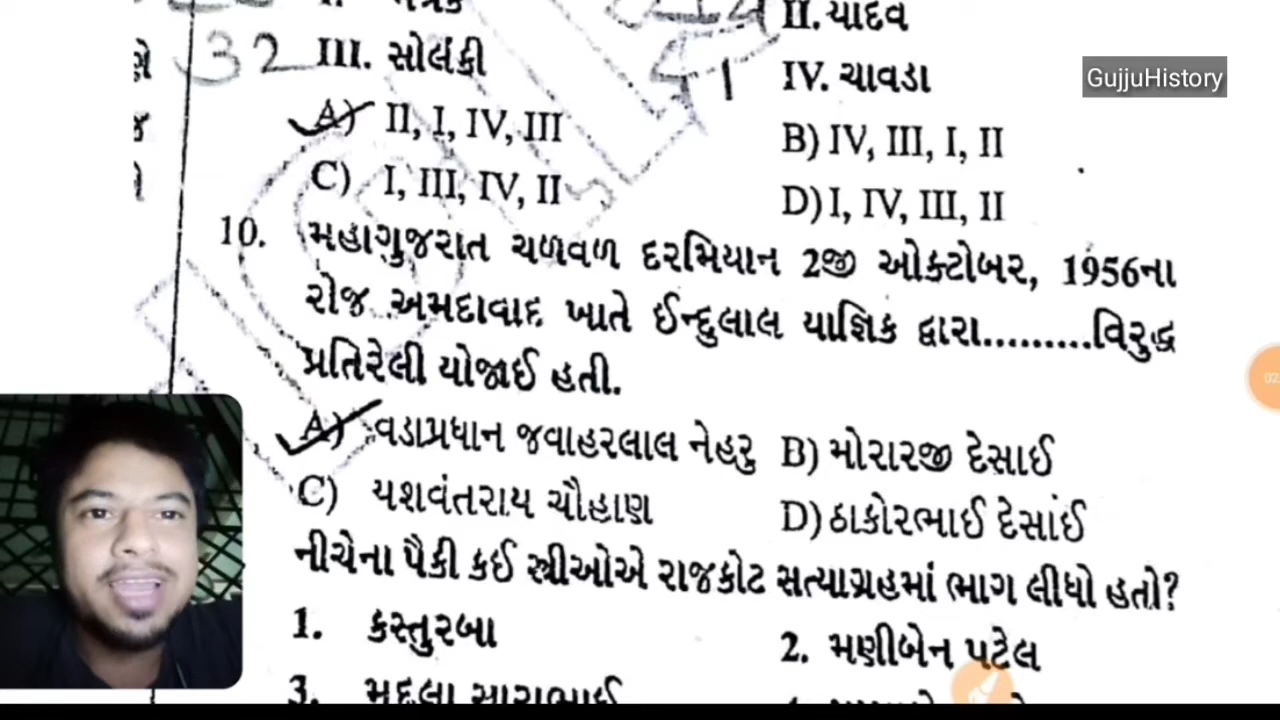 II. યાદવ
32 III. સોલંકી
IV. ચાવડા
GujjuHistory
A) II, I, IV, III
B) IV, III, I, II
C) I, III, IV, II
D) I, IV, III, II
10. મહાગુજરાત ચળવળ દરમિયાન 2જી ઓક્ટોબર, 1956ના
રોજ અમદાવાદ ખાતે ઈન્દુલાલ યાજ્ઞિક દ્વારા.........વિરુદ્ધ
પ્રતિરેલી યોજાઈ હતી.
A) વડાપ્રધાન જવાહરલાલ નેહરુ B) મોરારજી દેસાઈ
C) યશવંતરાય ચૌહાણ
D) ઠાકોરભાઈ દેસાંઈ
નીચેના પૈકી કઈ સ્ત્રીઓએ રાજકોટ સત્યાગ્રહમાં ભાગ લીધો હતો?
1. કસ્તુરબા
2. મણીબેન પટેલ
3.